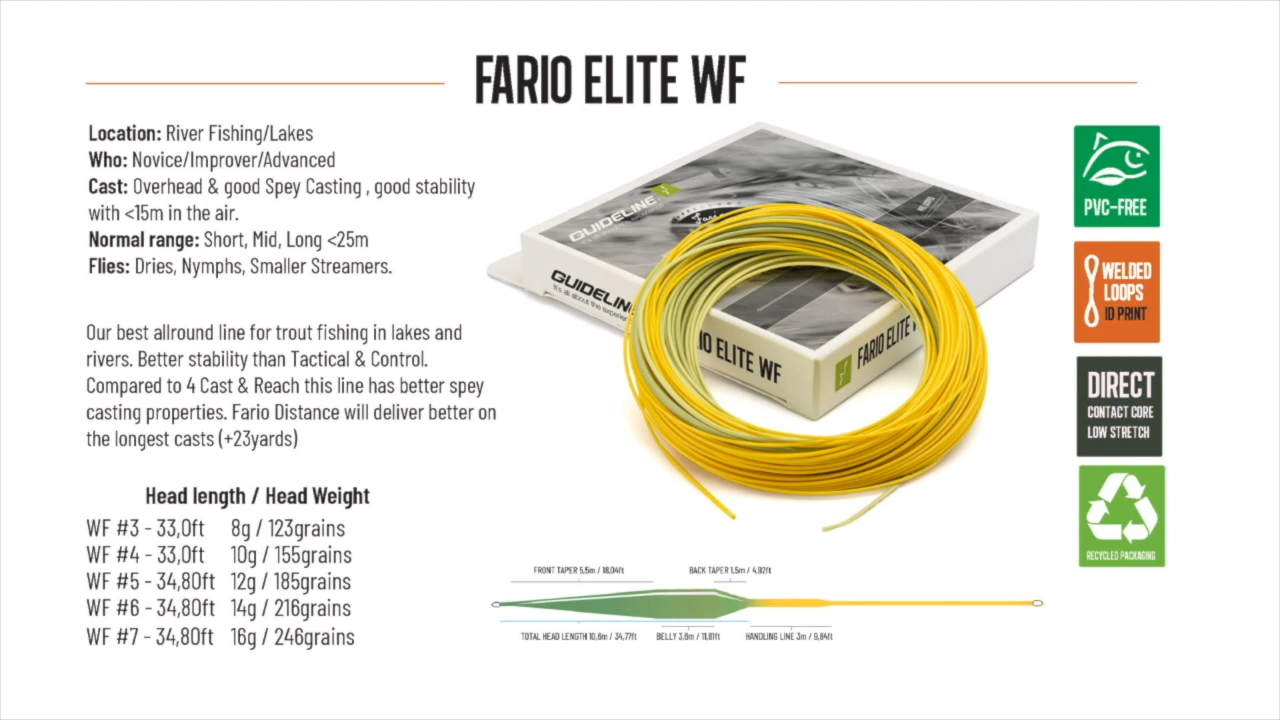 FARIO ELITE WF
Location: River Fishing/Lakes
Who: Novice/Improver/Advanced
Cast: Overhead & good Spey Casting , good stability
with <15m in the air.
Normal range: Short, Mid, Long <25m
Flies: Dries, Nymphs, Smaller Streamers.
Our best allround line for trout fishing in lakes and
rivers. Better stability than Tactical & Control.
Compared to 4 Cast & Reach this line has better spey
casting properties. Fario Distance will deliver better on
the longest casts (+23yards)
Head length / Head Weight
WF #3 - 33,0ft 8g / 123grains
WF #4 - 33,0ft 10g / 155grains
WF #5 - 34,80ft 12g / 185grains
WF #6 - 34,80ft 14g / 216grains
WF #7 - 34,80ft 16g / 246grains
GUIDELINE
GUIDELIN
It's all about the experien
IO ELITE WF
FARIO ELITE
FRONT TAPER 5,5m / 18,04ft
BACK TAPER 1,5m / 4,92ft
TOTAL HEAD LENGTH 10,6m / 34,77ft
BELLY 3,6m / 11,81ft
HANDLING LINE 3m / 9,84ft
PVC-FREE
WELDED
LOOPS
ID PRINT
DIRECT
CONTACT CORE
LOW STRETCH
RECYCLED PACKAGING